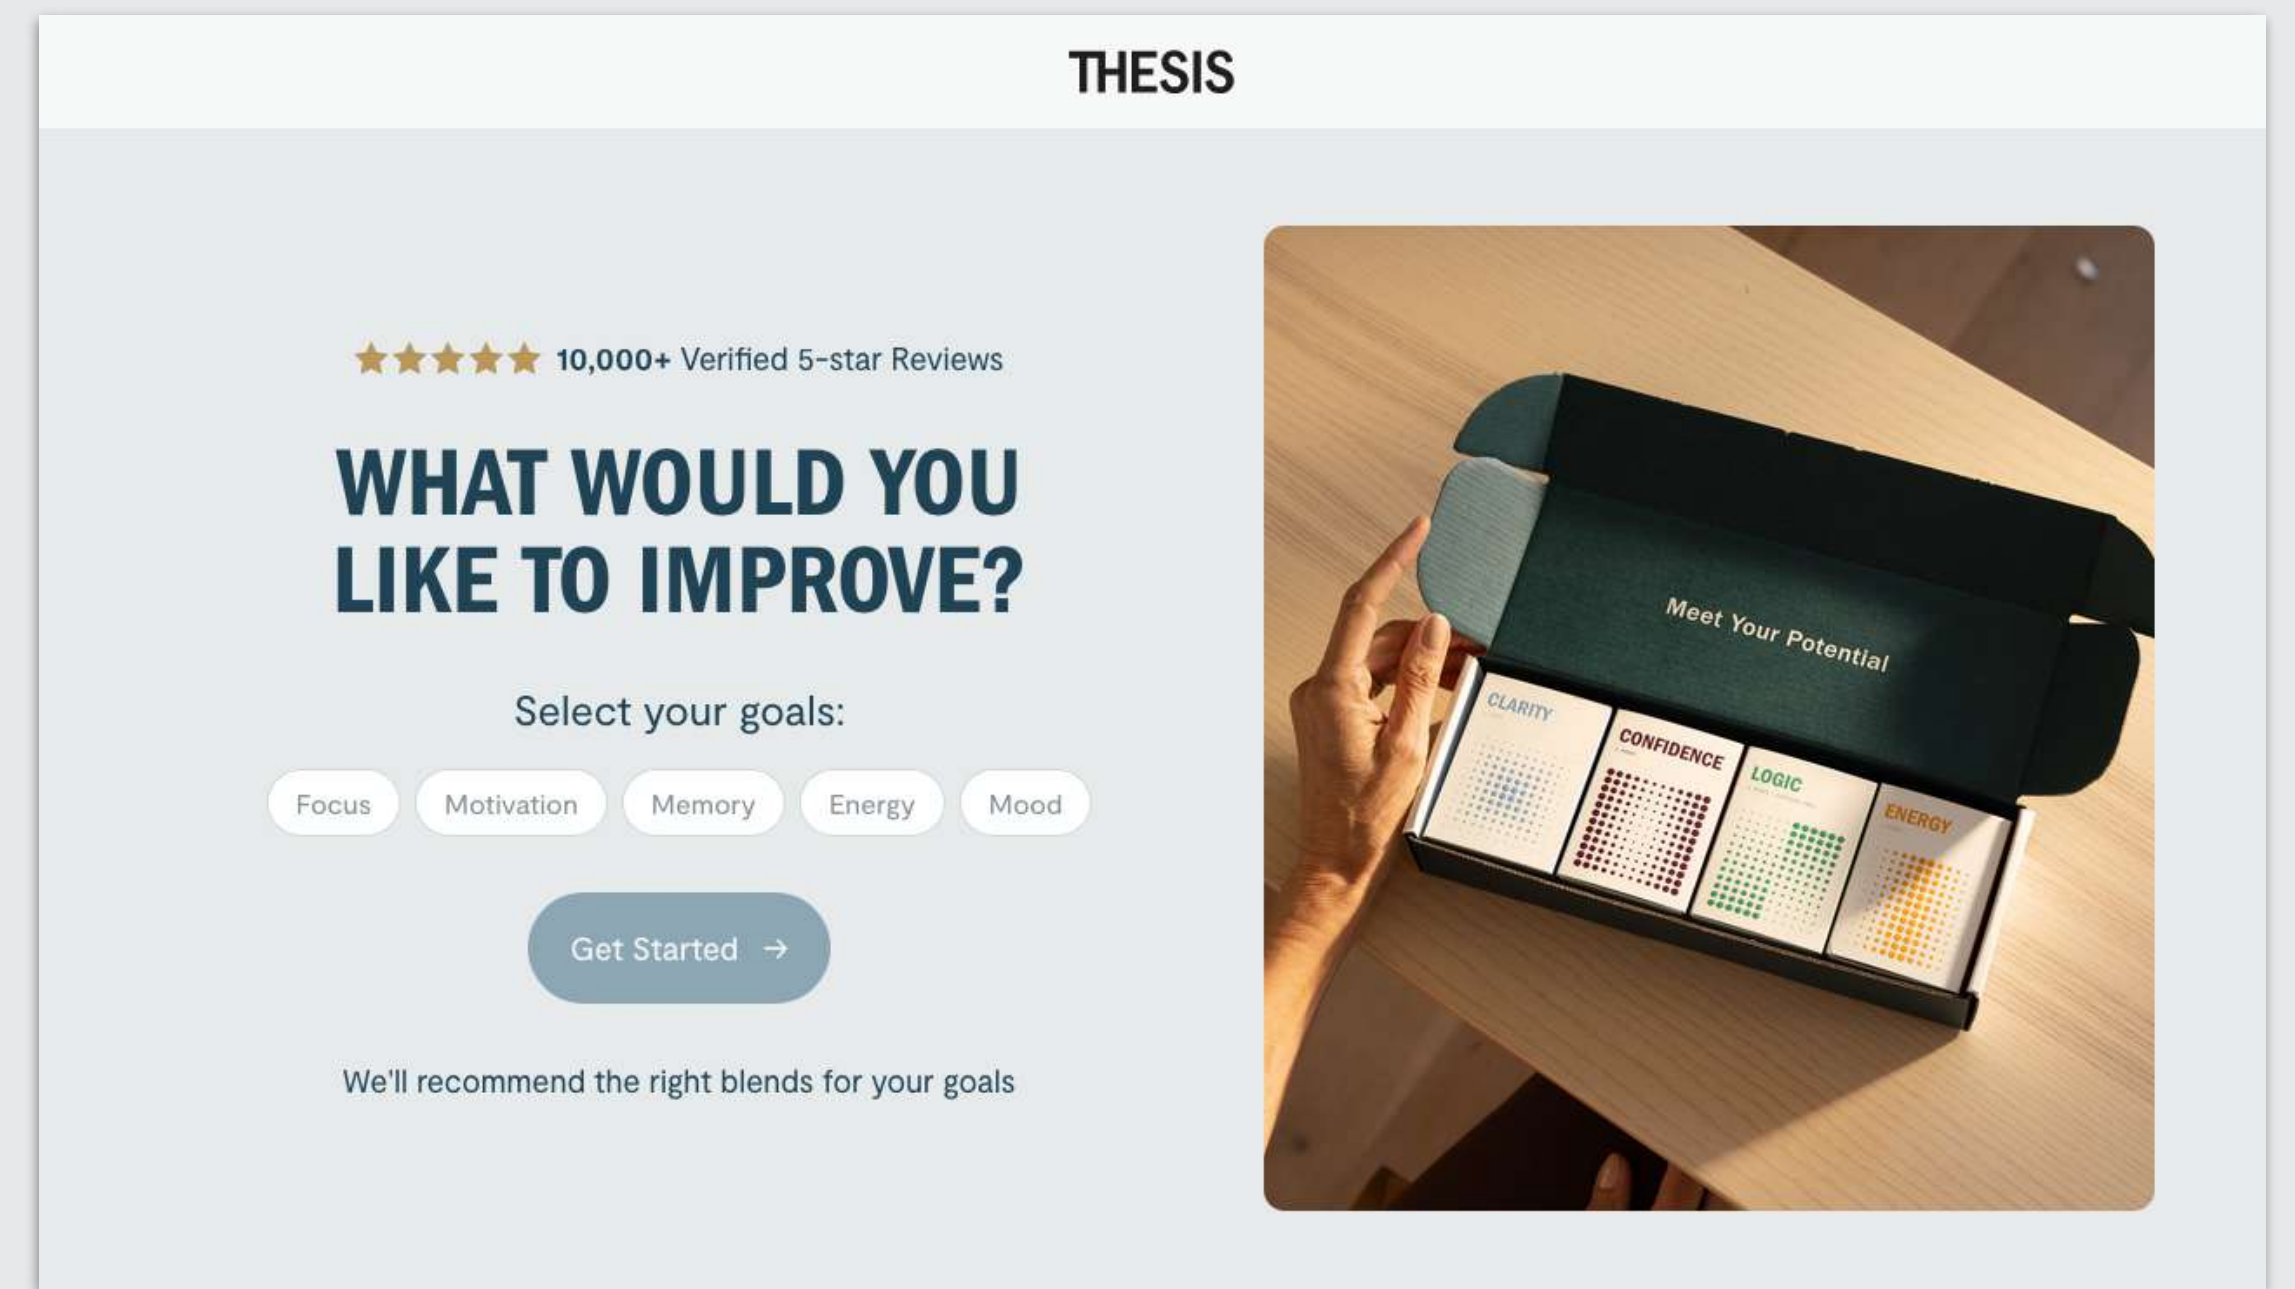 THESIS
10,000+ Verified 5-star Reviews
WHAT WOULD YOU
LIKE TO IMPROVE?
Select your goals:
Focus
Motivation
Memory
Energy
Mood
Get Started →
We'll recommend the right blends for your goals
Meet Your Potential
CLARITY
CONFIDENCE
LOGIC
ENERGY